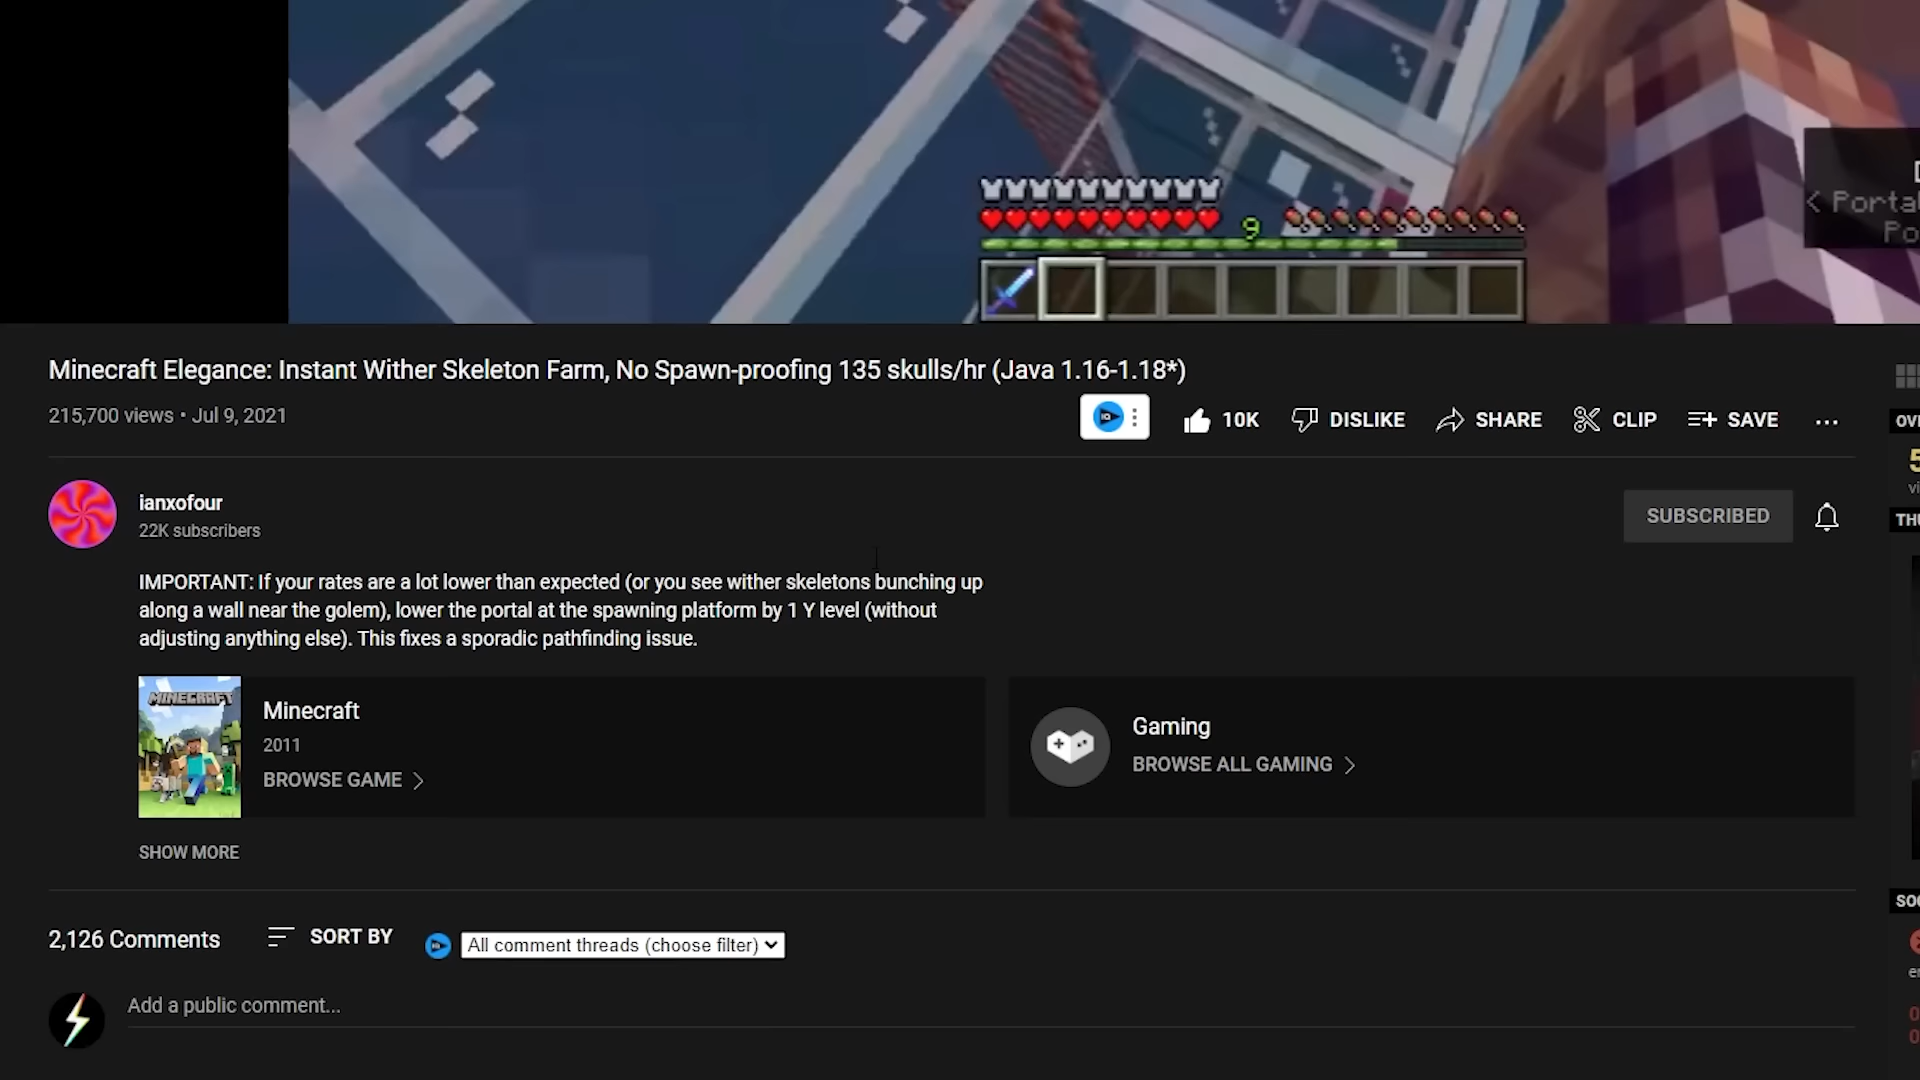 9
< Porta
Po
Minecraft Elegance: Instant Wither Skeleton Farm, No Spawn-proofing 135 skulls/hr (Java 1.16-1.18*)
215,700 views • Jul 9, 2021
10K
DISLIKE
SHARE
CLIP
SAVE
...
ianxofour
22K subscribers
SUBSCRIBED
IMPORTANT: If your rates are a lot lower than expected (or you see wither skeletons bunching up
along a wall near the golem), lower the portal at the spawning platform by 1 Y level (without
adjusting anything else). This fixes a sporadic pathfinding issue.
MINECRAFT
Minecraft
2011
BROWSE GAME
Gaming
BROWSE ALL GAMING
SHOW MORE
2,126 Comments
SORT BY
All comment threads (choose filter)
Add a public comment...